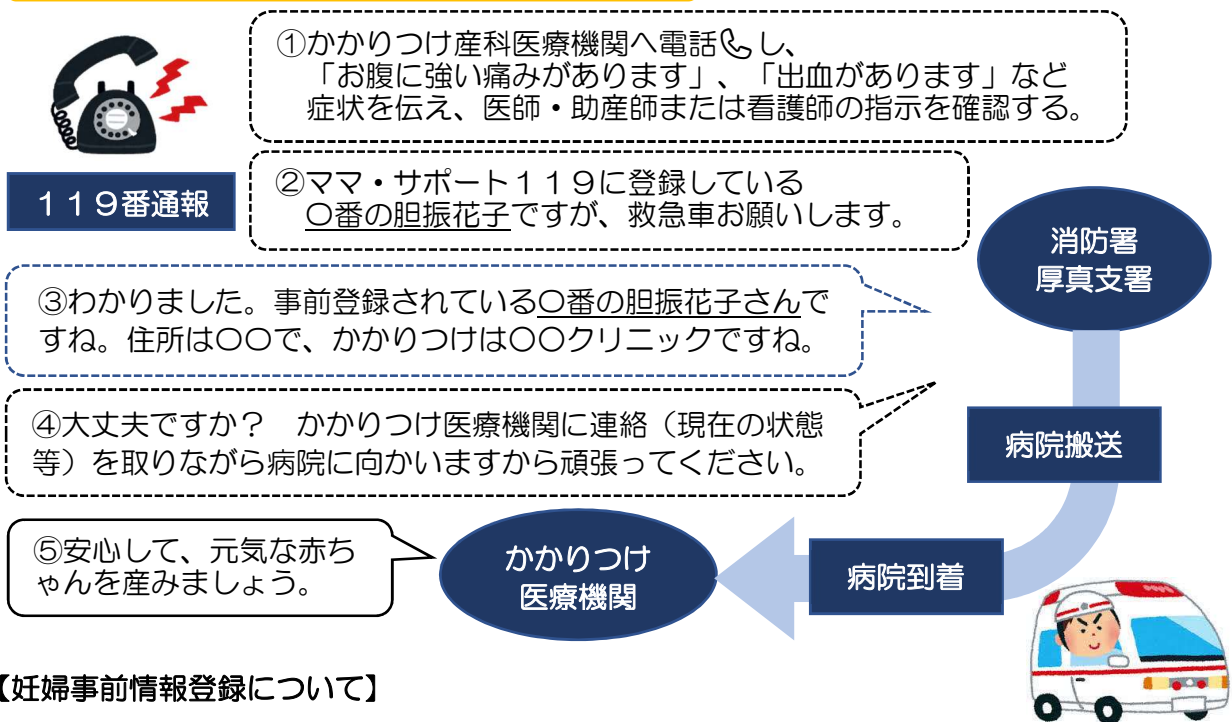 ①かかりつけ産科医療機関へ電話し、
「お腹に強い痛みがあります」、「出血があります」など
症状を伝え、医師・助産師または看護師の指示を確認する。
119番通報
②ママ・サポート119に登録している
〇番の胆振花子ですが、救急車お願いします。
消防署
厚真支署
③わかりました。事前登録されている〇番の胆振花子さんで
すね。住所は〇〇で、かかりつけは〇〇クリニックですね。
④大丈夫ですか?　かかりつけ医療機関に連絡(現在の状態
等)を取りながら病院に向かいますから頑張ってください。
病院搬送
⑤安心して、元気な赤ち
ゃんを産みましょう。
かかりつけ
医療機関
病院到着
【妊婦事前情報登録について】